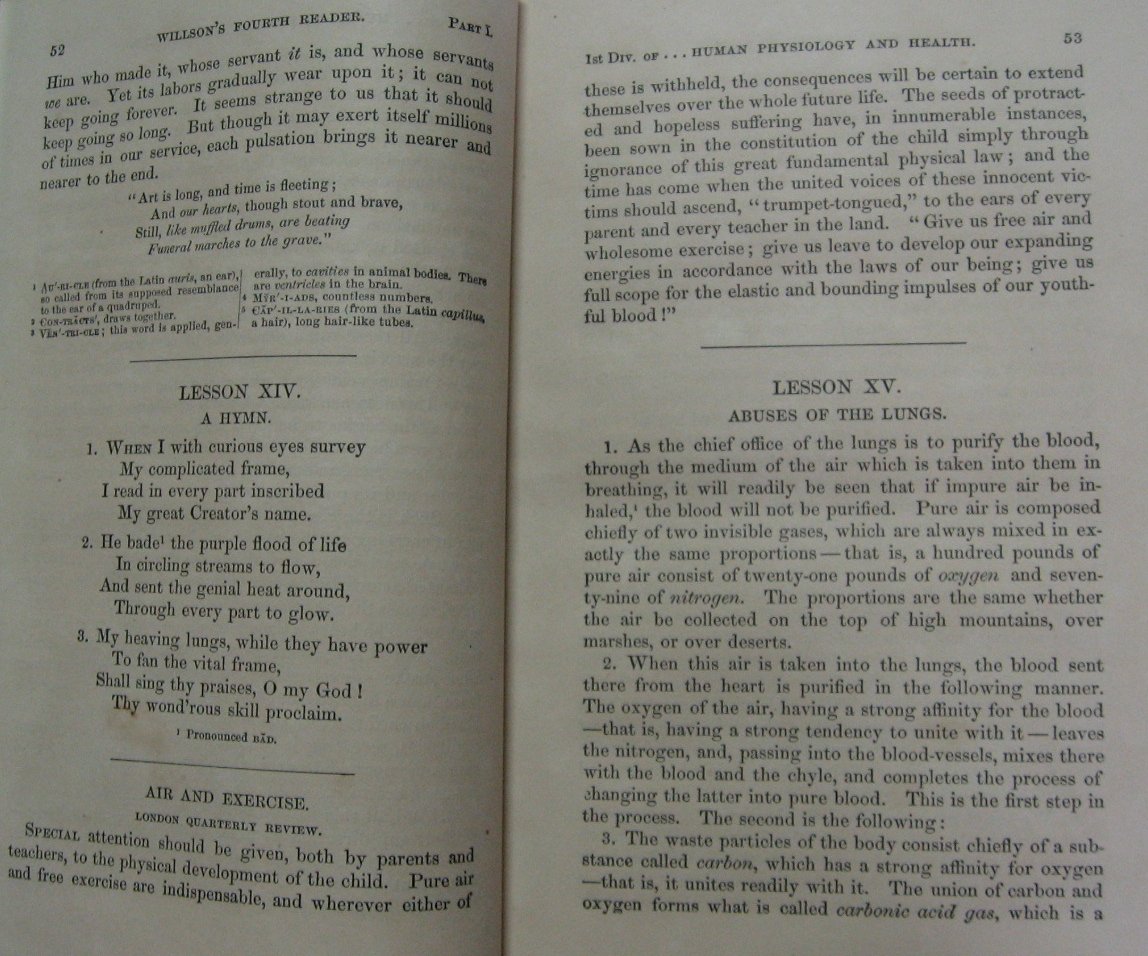 52
WILLSON'S FOURTH READER.
PART I.
Him who made it, whose servant it is, and whose servants
we are. Yet its labors gradually wear upon it; it can not
keep going forever. It seems strange to us that it should
keep going so long. But though it may exert itself millions
of times in our service, each pulsation brings it nearer and
nearer to the end.
"Art is long, and time is fleeting;
And our hearts, though stout and brave,
Still, like muffled drums, are beating
Funeral marches to the grave."
¹ AU'-RI-CLE (from the Latin auris, an ear),
so called from its supposed resemblance
to the ear of a quadruped.
² CON-TRĂCTS', draws together.
³ VĔN'-TRI-CLE; this word is applied, gen-
erally, to cavities in animal bodies. There
are ventricles in the brain.
⁴ MŸR'-I-ADS, countless numbers.
⁵ CĂP'-IL-LA-RIES (from the Latin capillus,
a hair), long hair-like tubes.
LESSON XIV.
A HYMN.
1. WHEN I with curious eyes survey
My complicated frame,
I read in every part inscribed
My great Creator's name.
2. He bade¹ the purple flood of life
In circling streams to flow,
And sent the genial heat around,
Through every part to glow.
3. My heaving lungs, while they have power
To fan the vital frame,
Shall sing thy praises, O my God!
Thy wond'rous skill proclaim.
¹ Pronounced BĂD.
AIR AND EXERCISE.
LONDON QUARTERLY REVIEW.
SPECIAL attention should be given, both by parents and
teachers, to the physical development of the child. Pure air
and free exercise are indispensable, and wherever either of
1st DIV. OF . . . HUMAN PHYSIOLOGY AND HEALTH.
53
these is withheld, the consequences will be certain to extend
themselves over the whole future life. The seeds of protract-
ed and hopeless suffering have, in innumerable instances,
been sown in the constitution of the child simply through
ignorance of this great fundamental physical law; and the
time has come when the united voices of these innocent vic-
tims should ascend, "trumpet-tongued," to the ears of every
parent and every teacher in the land. "Give us free air and
wholesome exercise; give us leave to develop our expanding
energies in accordance with the laws of our being; give us
full scope for the elastic and bounding impulses of our youth-
ful blood!"
LESSON XV.
ABUSES OF THE LUNGS.
1. As the chief office of the lungs is to purify the blood,
through the medium of the air which is taken into them in
breathing, it will readily be seen that if impure air be in-
haled,¹ the blood will not be purified. Pure air is composed
chiefly of two invisible gases, which are always mixed in ex-
actly the same proportions—that is, a hundred pounds of
pure air consist of twenty-one pounds of oxygen and seven-
ty-nine of nitrogen. The proportions are the same whether
the air be collected on the top of high mountains, over
marshes, or over deserts.
2. When this air is taken into the lungs, the blood sent
there from the heart is purified in the following manner.
The oxygen of the air, having a strong affinity for the blood
—that is, having a strong tendency to unite with it—leaves
the nitrogen, and, passing into the blood-vessels, mixes there
with the blood and the chyle, and completes the process of
changing the latter into pure blood. This is the first step in
the process. The second is the following:
3. The waste particles of the body consist chiefly of a sub-
stance called carbon, which has a strong affinity for oxygen
—that is, it unites readily with it. The union of carbon and
oxygen forms what is called carbonic acid gas, which is a